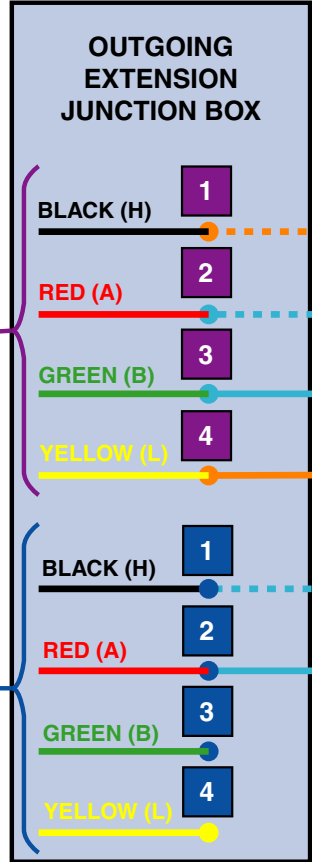 OUTGOING
EXTENSION
JUNCTION BOX
1
BLACK (H)
2
RED (A)
3
GREEN (B)
4
YELLOW (L)
1
BLACK (H)
2
RED (A)
3
GREEN (B)
4
YELLOW (L)